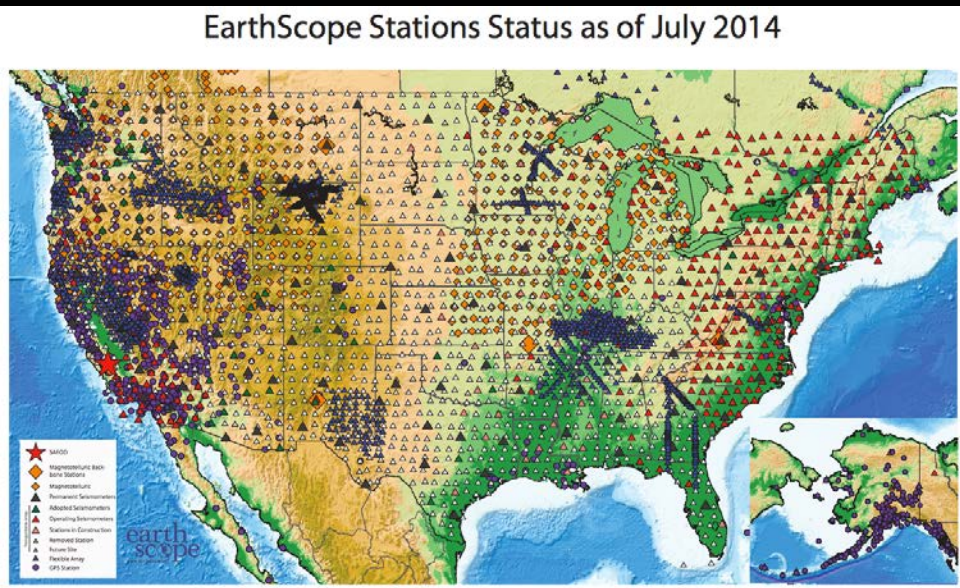 EarthScope Stations Status as of July 2014
SAFOD
Magnetotelluric Back-
bone Stations
Magnetotelluric
Permanent Seismometers
Adopted Seismometers
Operating Seismometers
Stations in Construction
Removed Station
Future Site
Flexible Array
GPS Station
earth
scope